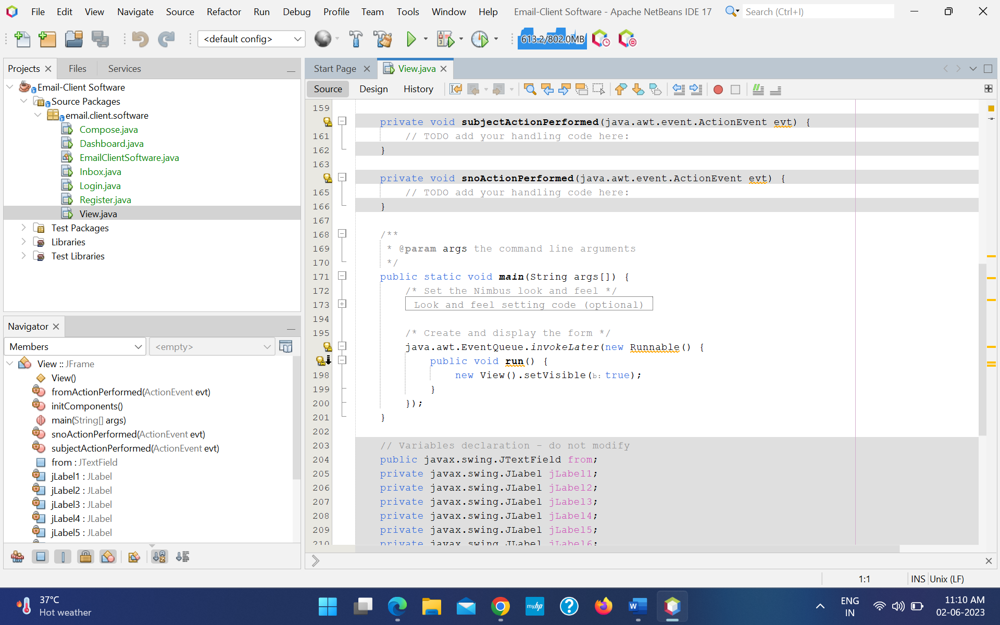 File Edit View Navigate Source Refactor Run Debug Profile Team Tools Window Help Email-Client Software - Apache NetBeans IDE 17 Search (Ctrl+I)
<default config> 613.2/802.0MB
Projects Files Services
Email-Client Software
Source Packages
email.client.software
Compose.java
Dashboard.java
EmailClientSoftware.java
Inbox.java
Login.java
Register.java
View.java
Test Packages
Libraries
Test Libraries
Navigator
Members <empty>
View :: JFrame
View()
fromActionPerformed(ActionEvent evt)
initComponents()
main(String[] args)
snoActionPerformed(ActionEvent evt)
subjectActionPerformed(ActionEvent evt)
from : JTextField
jLabel1 : JLabel
jLabel2 : JLabel
jLabel3 : JLabel
jLabel4 : JLabel
jLabel5 : JLabel
Start Page View.java
Source Design History
159
private void subjectActionPerformed(java.awt.event.ActionEvent evt) {
161 // TODO add your handling code here:
162 }
163
private void snoActionPerformed(java.awt.event.ActionEvent evt) {
165 // TODO add your handling code here:
166 }
167
168 /**
169 * @param args the command line arguments
170 */
171 public static void main(String args[]) {
172 /* Set the Nimbus look and feel */
173 Look and feel setting code (optional)
194
195 /* Create and display the form */
java.awt.EventQueue.invokeLater(new Runnable() {
public void run() {
198 new View().setVisible(b: true);
199 }
200 });
201 }
202
203 // Variables declaration - do not modify
204 public javax.swing.JTextField from;
205 private javax.swing.JLabel jLabel1;
206 private javax.swing.JLabel jLabel2;
207 private javax.swing.JLabel jLabel3;
208 private javax.swing.JLabel jLabel4;
209 private javax.swing.JLabel jLabel5;
210 private javax.swing.JLabel jLabel6;
1:1 INS Unix (LF)
37°C
Hot weather
myhp
ENG
IN
11:10 AM
02-06-2023